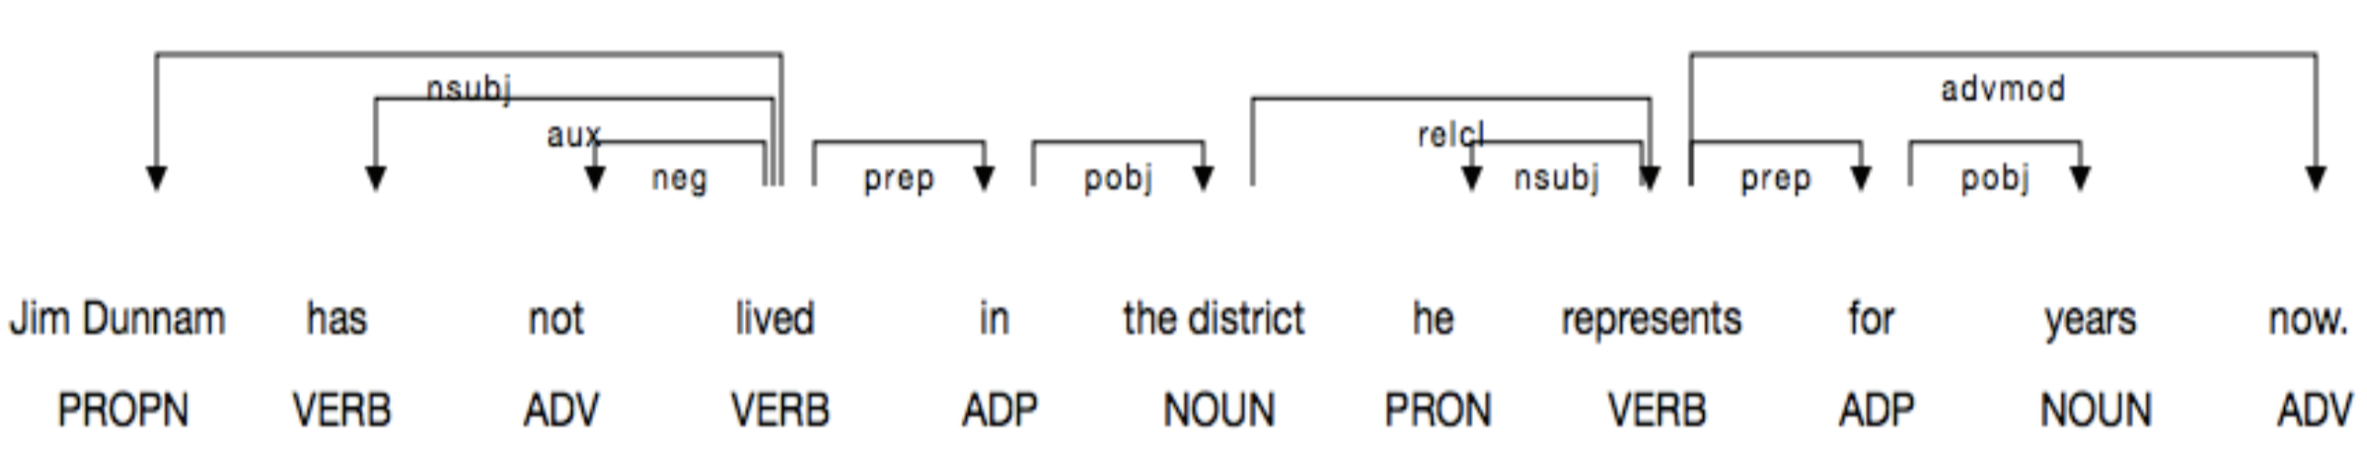 nsubj advmod
aux relcl
neg prep pobj nsubj prep pobj
Jim Dunnam has not lived in the district he represents for years now.
PROPN VERB ADV VERB ADP NOUN PRON VERB ADP NOUN ADV